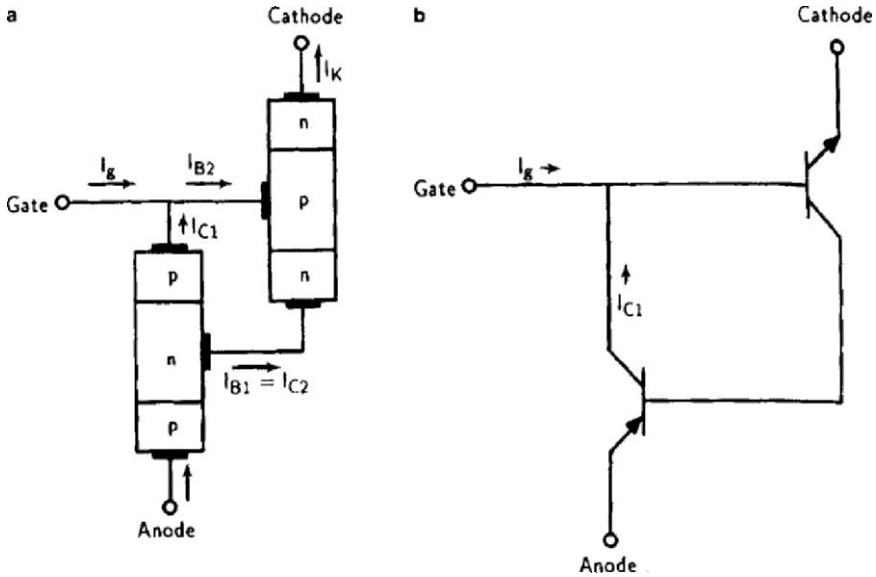 a
Cathode
I_K
n
I_g
I_B2
Gate
p
I_C1
p
n
n
I_B1 = I_C2
p
Anode
b
Cathode
I_g
Gate
I_C1
Anode